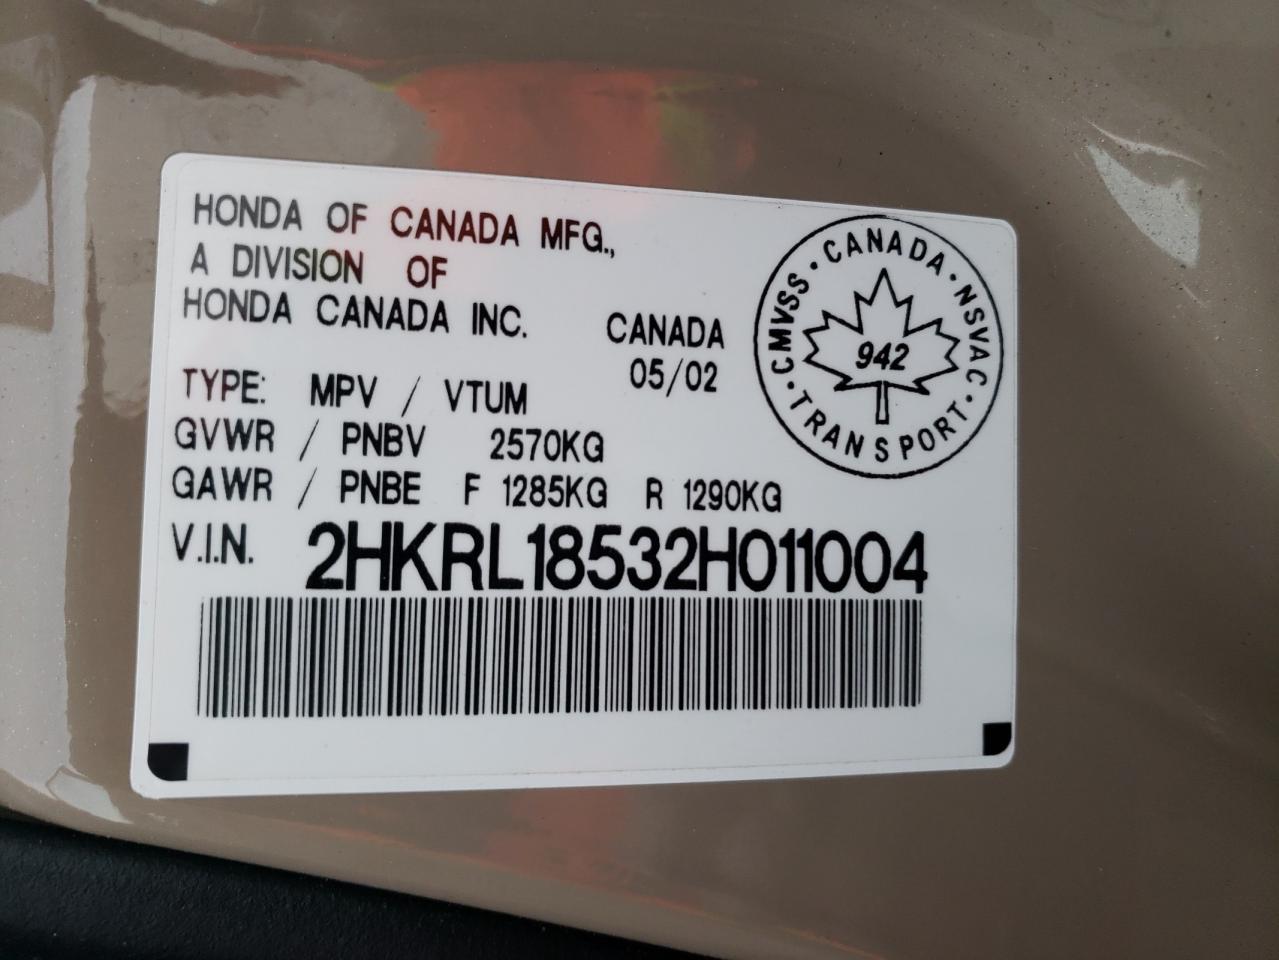 HONDA OF CANADA MFG.,
A DIVISION OF
HONDA CANADA INC.
CANADA
05/02
CANADA • NSVAC • TRANSPORT • CMVSS •
942
TYPE: MPV / VTUM
GVWR / PNBV 2570KG
GAWR / PNBE F 1285KG R 1290KG
V.I.N. 2HKRL18532H011004